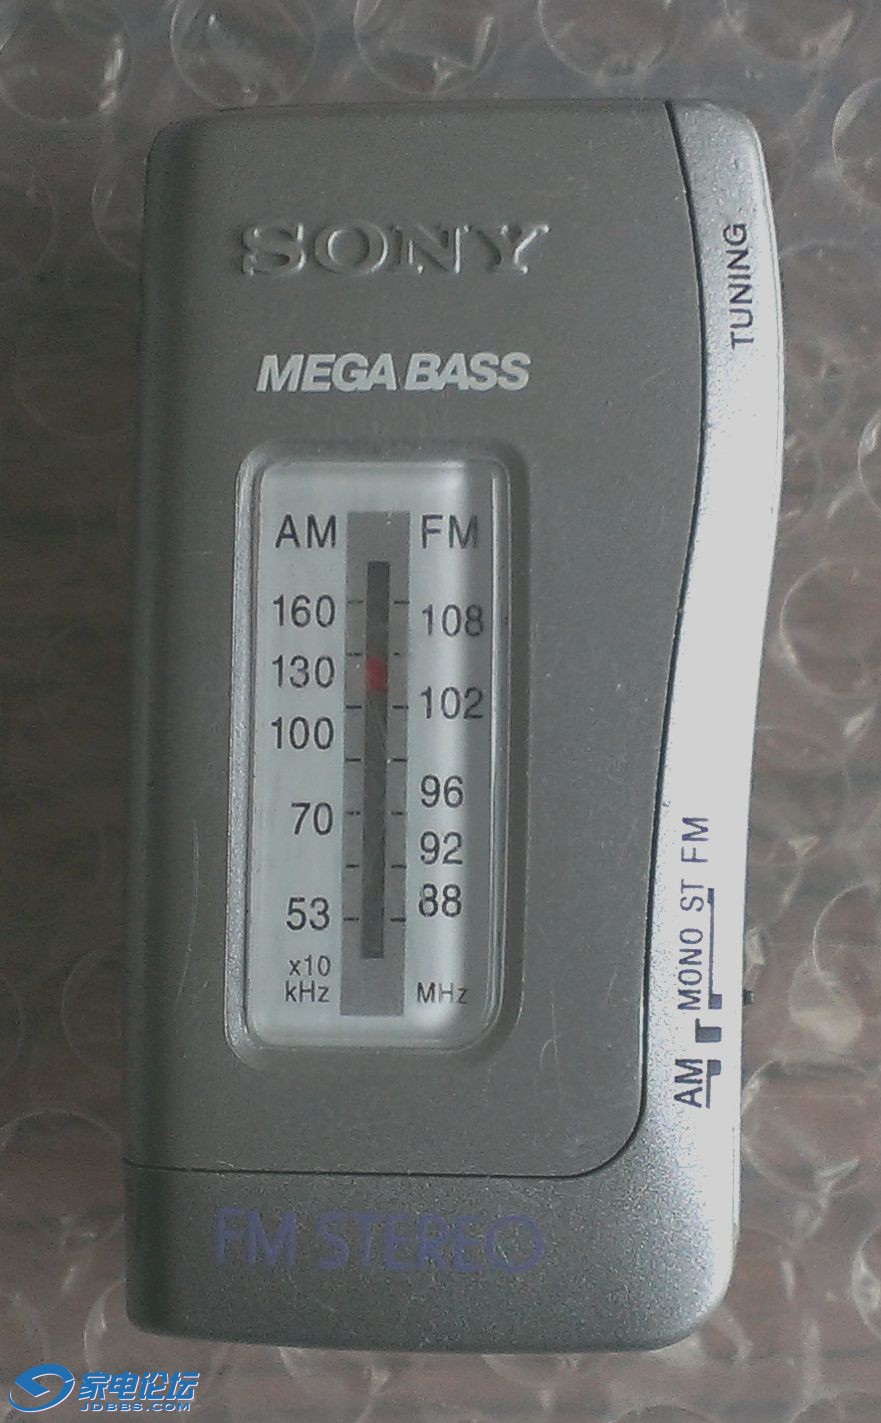 SONY
MEGA BASS
TUNING
AM FM
160 108
130 102
100
96
70
92
53 88
x10
kHz MHz
AM MONO ST FM
FM STEREO
家电论坛
JDBBS.COM